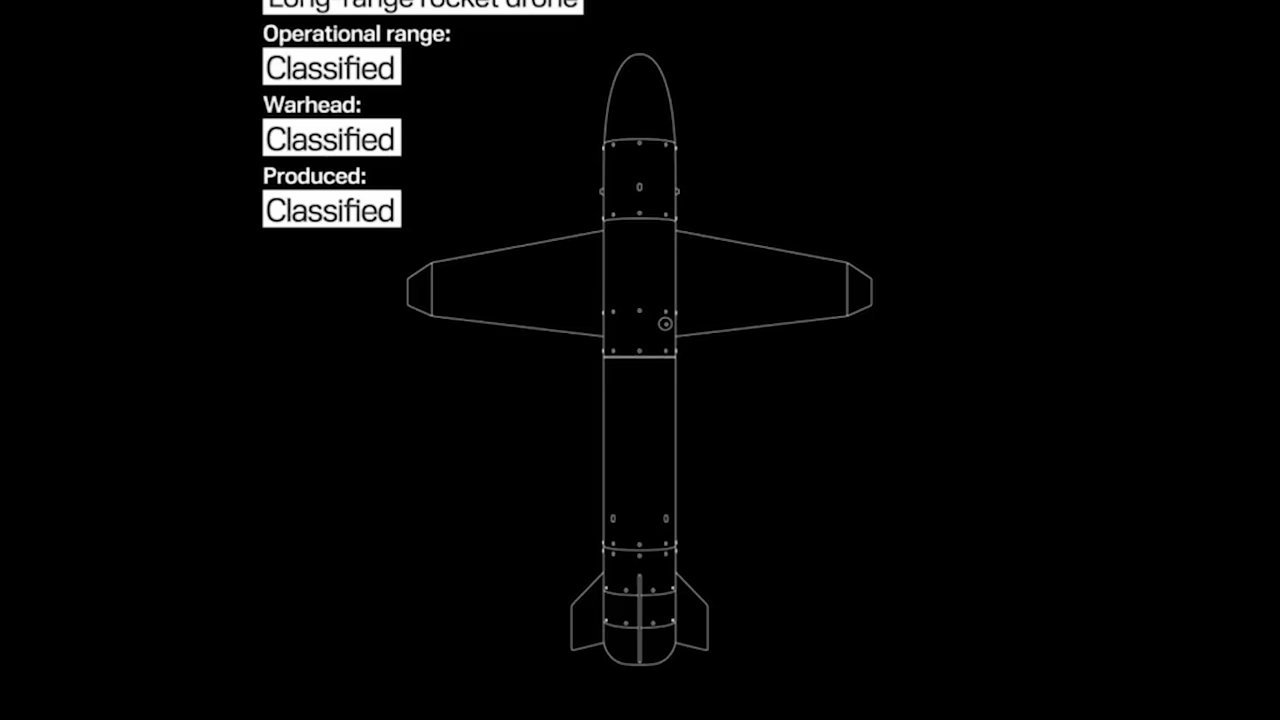 Long-range rocket drone
Operational range:
Classified
Warhead:
Classified
Produced:
Classified